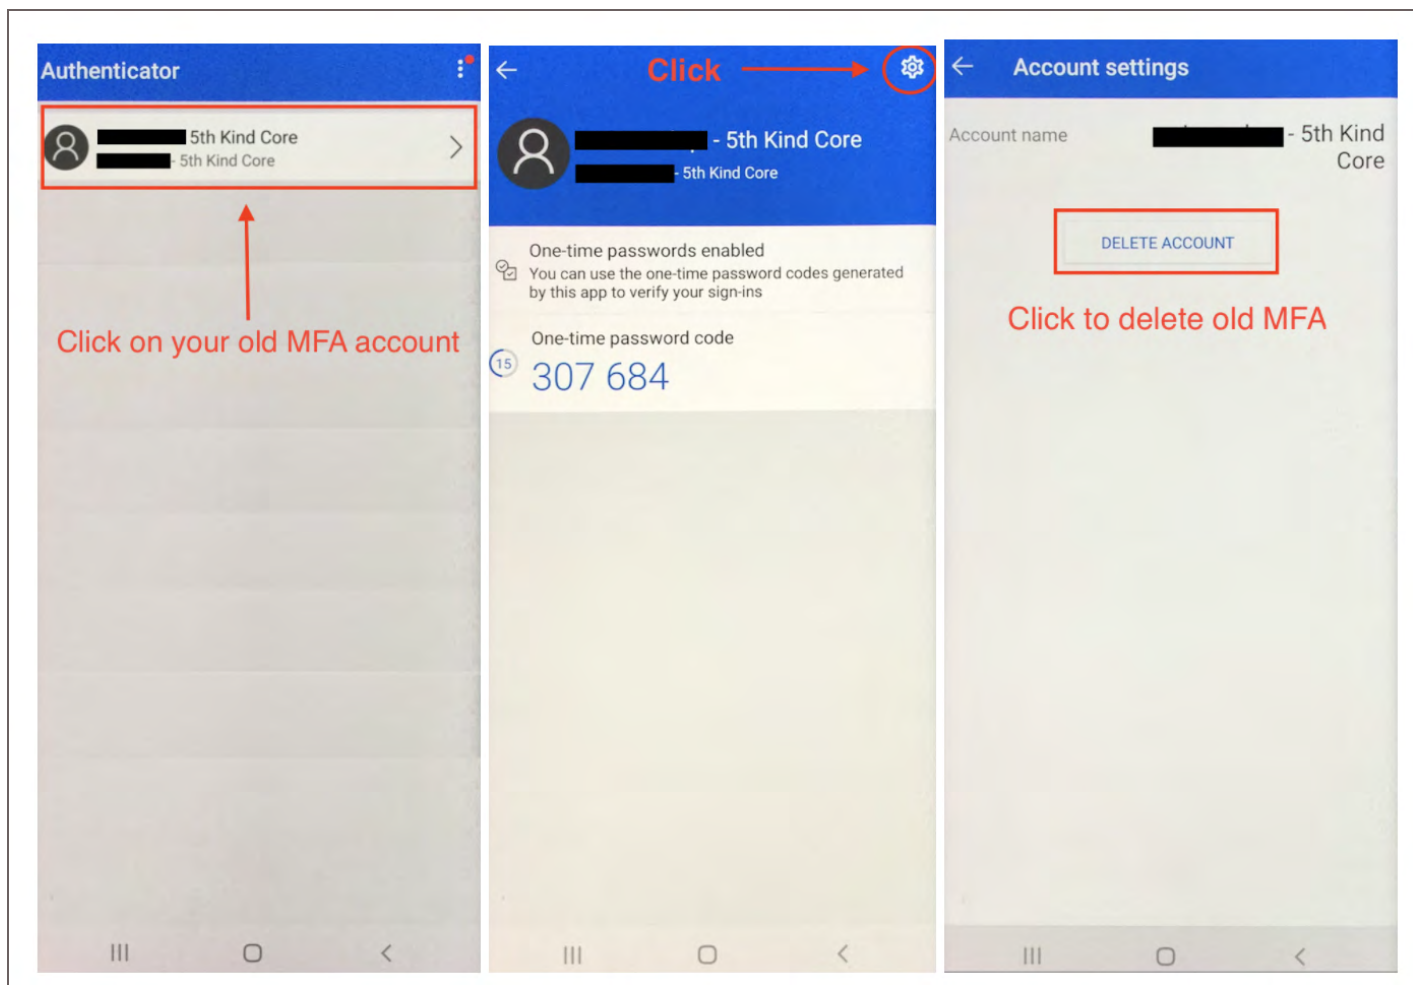 Authenticator
5th Kind Core
- 5th Kind Core
Click on your old MFA account
Click
- 5th Kind Core
- 5th Kind Core
One-time passwords enabled
You can use the one-time password codes generated
by this app to verify your sign-ins
One-time password code
15
307 684
Account settings
Account name
- 5th Kind
Core
DELETE ACCOUNT
Click to delete old MFA